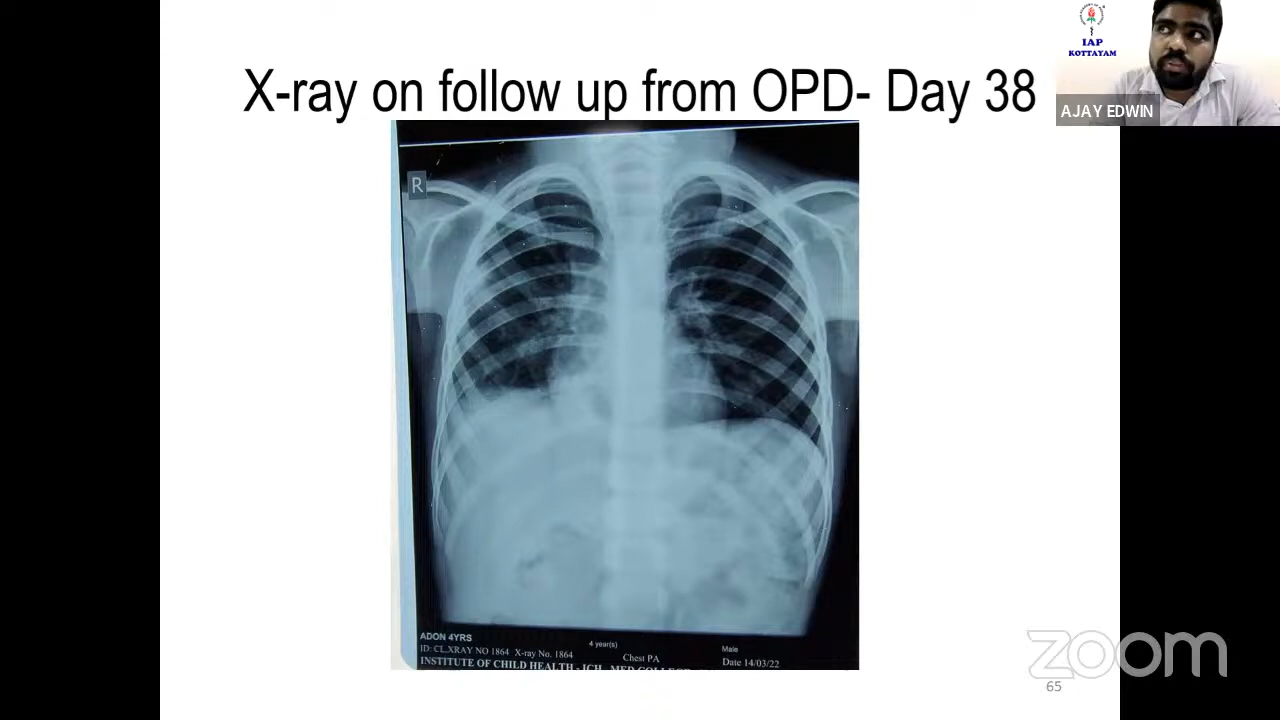 X-ray on follow up from OPD- Day 38
IAP
KOTTAYAM
AJAY EDWIN
R
ADON 4YRS
ID: CL.XRAY NO 1864 X-ray No. 1864
4 year(s)
Chest PA
Male
Date 14/03/22
INSTITUTE OF CHILD HEALTH - ICH, MED COLLEGE
zoom
65